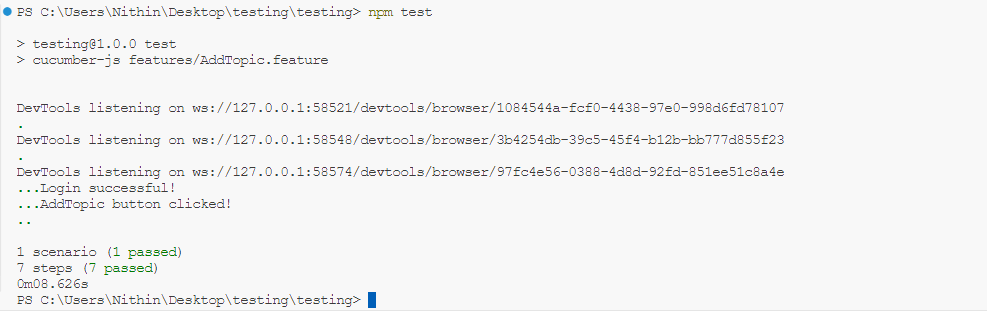 PS C:\Users\Nithin\Desktop\testing\testing> npm test
> testing@1.0.0 test
> cucumber-js features/AddTopic.feature
DevTools listening on ws://127.0.0.1:58521/devtools/browser/1084544a-fcf0-4438-97e0-998d6fd78107
.
DevTools listening on ws://127.0.0.1:58548/devtools/browser/3b4254db-39c5-45f4-b12b-bb777d855f23
.
DevTools listening on ws://127.0.0.1:58574/devtools/browser/97fc4e56-0388-4d8d-92fd-851ee51c8a4e
...Login successful!
...AddTopic button clicked!
..
1 scenario (1 passed)
7 steps (7 passed)
0m08.626s
PS C:\Users\Nithin\Desktop\testing\testing>